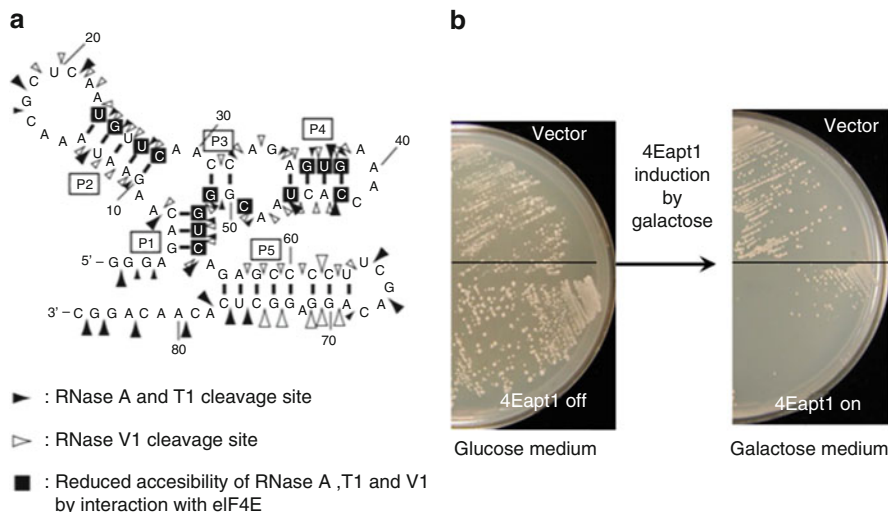 a
b
20
G C U C A A
C A A A U
U G U U C
A A G A A
30
A A C C A G A G U G A A A
P3
P4
40
P2
10
C A C U A A C G G
50
P1
C G
A U
G C
5' – G G G A
A
P5
60
G A G C C C C U U C G A C
C U C G G A G G A
70
3' – C G G A C A A C A
80
: RNase A and T1 cleavage site
: RNase V1 cleavage site
: Reduced accesibility of RNase A ,T1 and V1
by interaction with eIF4E
Vector
4Eapt1 off
Glucose medium
4Eapt1
induction
by
galactose
Vector
4Eapt1 on
Galactose medium